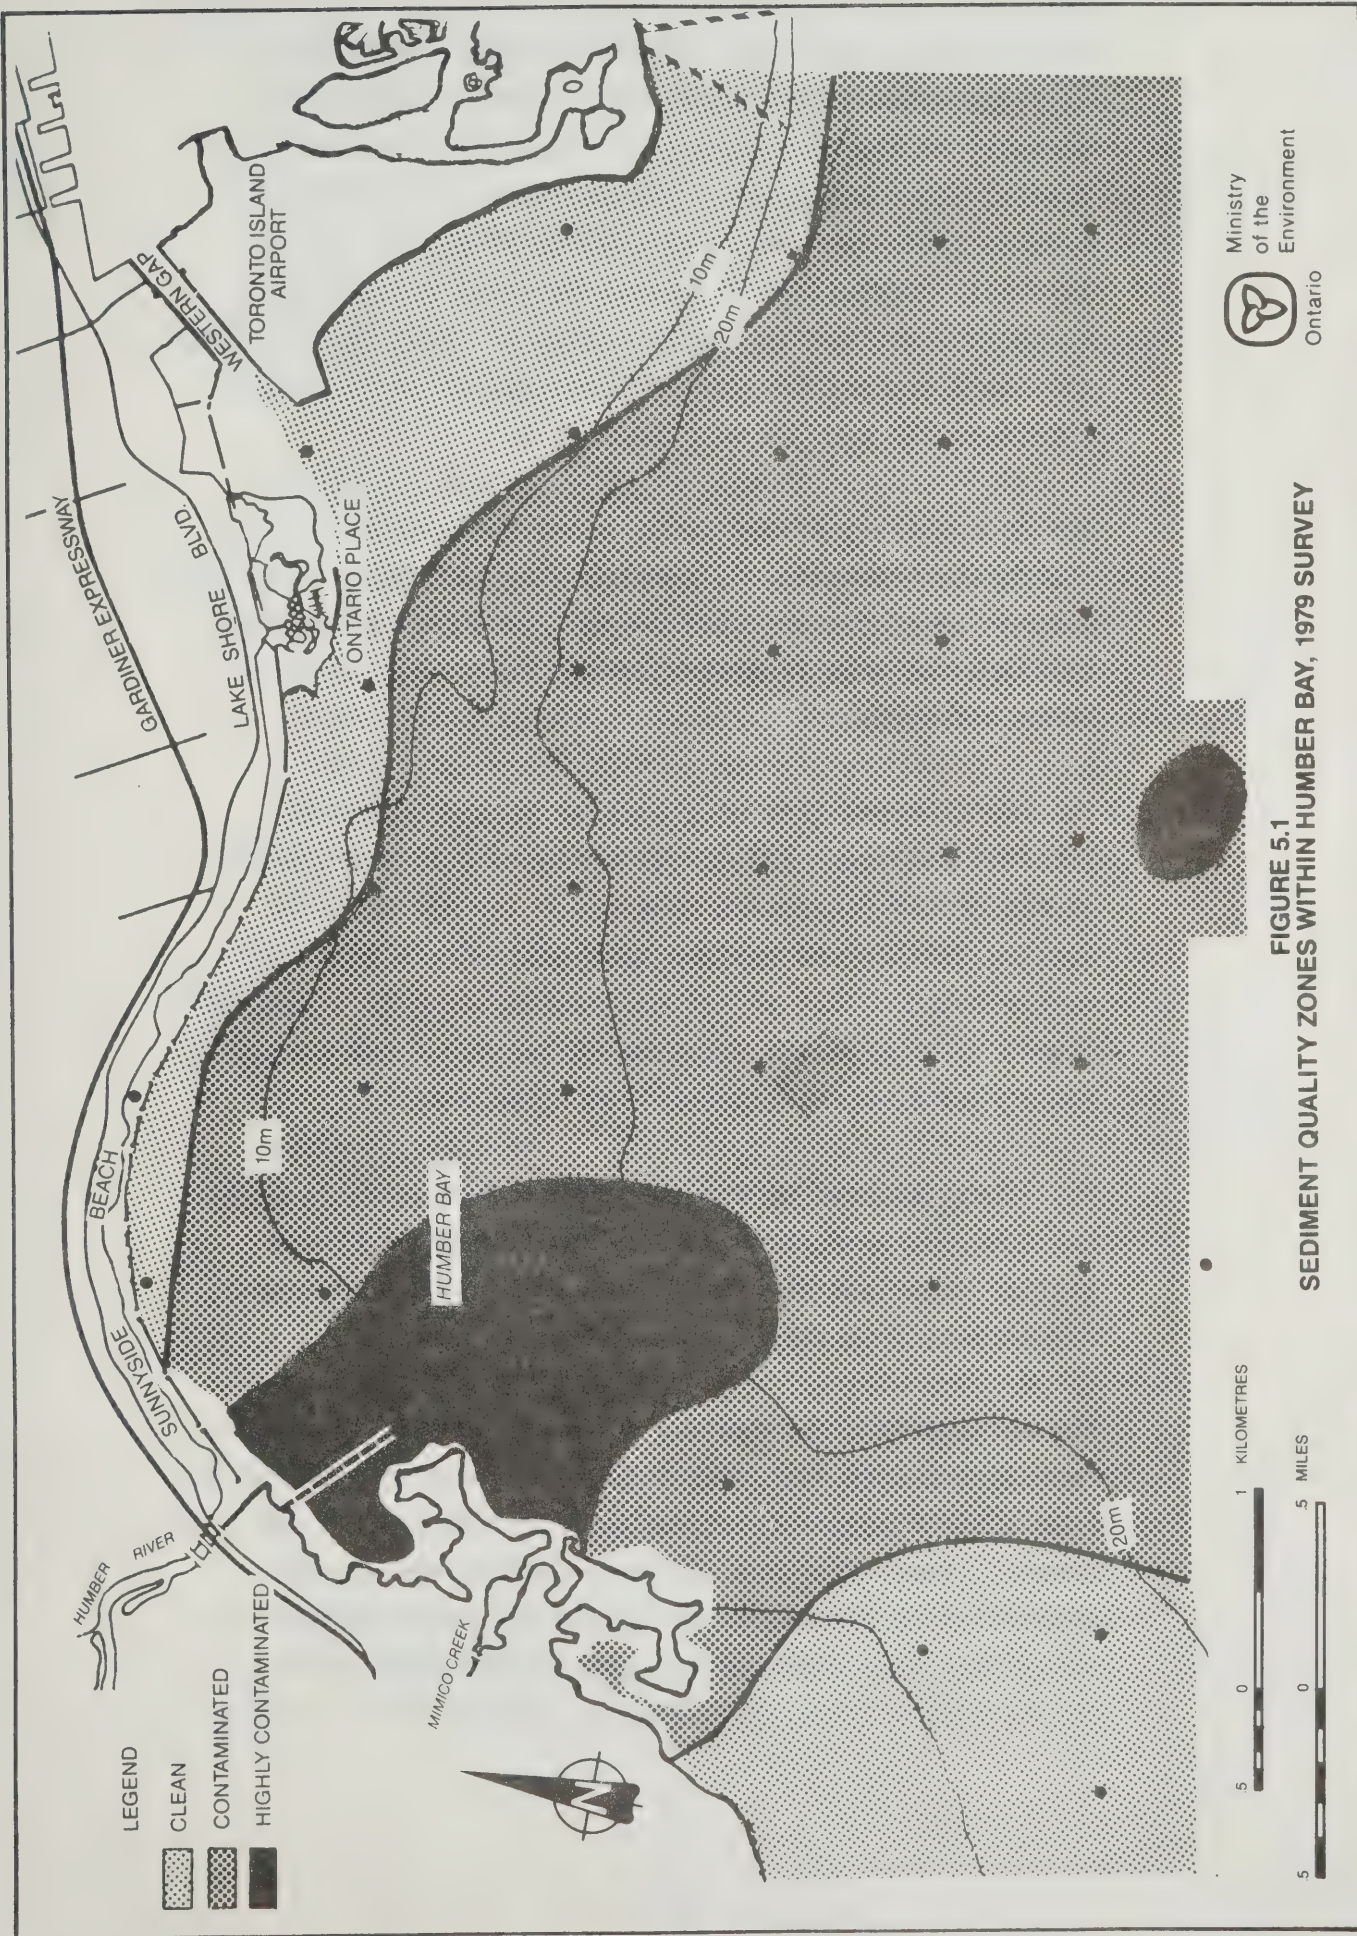 LEGEND
CLEAN
CONTAMINATED
HIGHLY CONTAMINATED
HUMBER
RIVER
MIMICO CREEK
N
SUNNYSIDE
BEACH
GARDINER EXPRESSWAY
LAKE SHORE BLVD.
ONTARIO PLACE
WESTERN GAP
TORONTO ISLAND
AIRPORT
HUMBER BAY
10m
10m
20m
20m
.5 0 1 KILOMETRES
.5 0 .5 MILES
FIGURE 5.1
SEDIMENT QUALITY ZONES WITHIN HUMBER BAY, 1979 SURVEY
Ministry
of the
Environment
Ontario